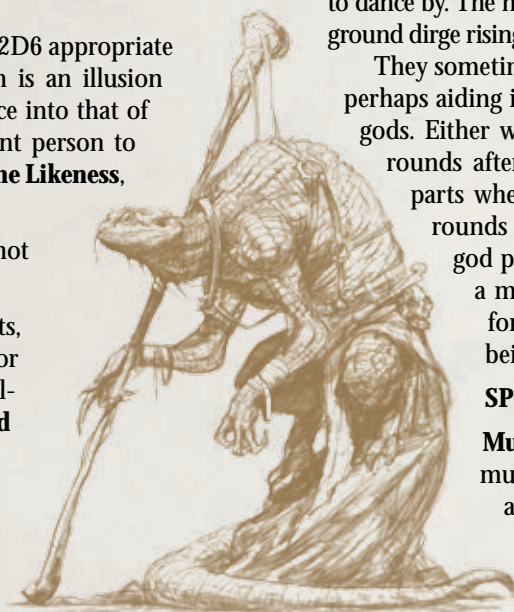 2D6 appropriate
is an illusion
ce into that of
nt person to
ne Likeness,
not
ts,
or
l-
d
to dance by. The
ground dirge rising
They sometin
perhaps aiding i
gods. Either w
rounds after
parts whe
rounds
god p
a m
for
bei
SP
Mu
mu
a